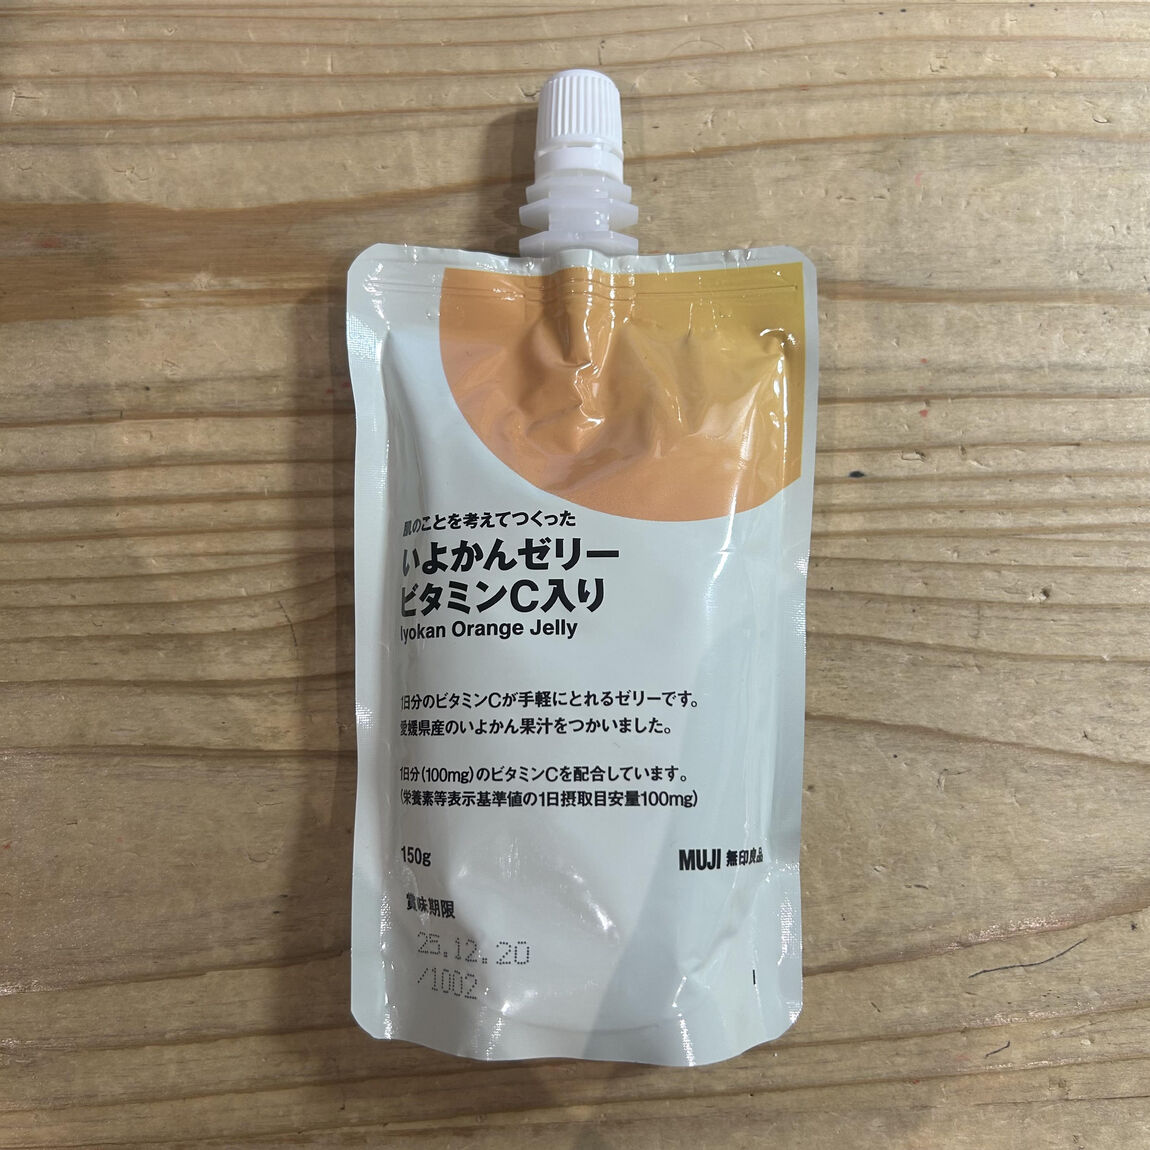 肌のことを考えてつくった
いよかんゼリー
ビタミンC入り
Iyokan Orange Jelly
1日分のビタミンCが手軽にとれるゼリーです。
愛媛県産のいよかん果汁をつかいました。
1日分(100mg)のビタミンCを配合しています。
(栄養素等表示基準値の1日摂取目安量100mg)
150g
MUJI 無印良品
賞味期限
25.12.20
/1002